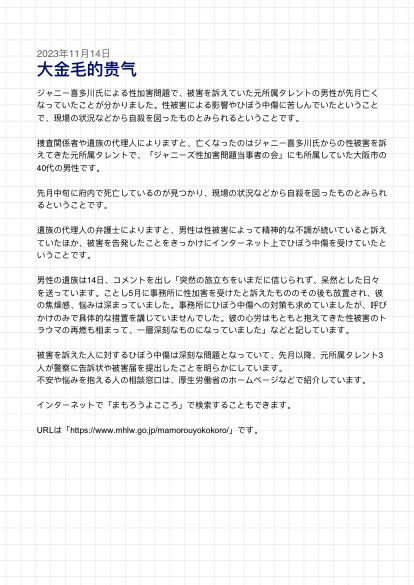 2023年11月14日
大金毛的贵气
ジャニー喜多川氏による性加害問題で、被害を訴えていた元所属タレントの男性が先月亡く
なっていたことが分かりました。性被害による影響やひぼう中傷に苦しんでいたということ
で、現場の状況などから自殺を図ったものとみられるということです。
捜査関係者や遺族の代理人によりますと、亡くなったのはジャニー喜多川氏からの性被害を訴
えてきた元所属タレントで、「ジャニーズ性加害問題当事者の会」にも所属していた大阪市の
40代の男性です。
先月中旬に府内で死亡しているのが見つかり、現場の状況などから自殺を図ったものとみられ
るということです。
遺族の代理人の弁護士によりますと、男性は性被害によって精神的な不調が続いていると訴え
ていたほか、被害を告発したことをきっかけにインターネット上でひぼう中傷を受けていたと
いうことです。
男性の遺族は14日、コメントを出し「突然の旅立ちをいまだに信じられず、呆然とした日々
を送っています。ことし5月に事務所に性加害を受けたと訴えたもののその後も放置され、彼
の焦燥感、悩みは深まっていました。事務所にひぼう中傷への対策も求めていましたが、呼び
かけのみで具体的な措置を講じていませんでした。彼の心労はもともと抱えてきた性被害のト
ラウマの再燃も相まって、一層深刻なものになっていました」などと記しています。
被害を訴えた人に対するひぼう中傷は深刻な問題となっていて、先月以降、元所属タレント3
人が警察に告訴状や被害届を提出したことを明らかにしています。
不安や悩みを抱える人の相談窓口は、厚生労働省のホームページなどで紹介しています。
インターネットで「まもろうよこころ」で検索することもできます。
URLは「https://www.mhlw.go.jp/mamorouyokokoro/」です。